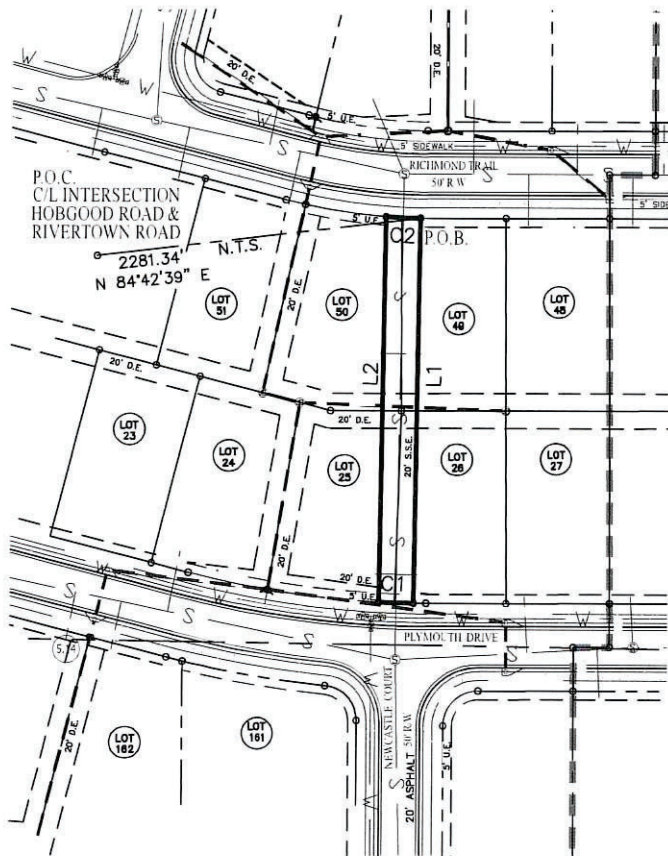 20' D.E.
20' D.E.
W
W
W
W
S
S
S
5' U.E.
5' SIDEWALK
W
W
W
S
RICHMOND TRAIL
50' R/W
S
5' SIDE
P.O.C.
C/L INTERSECTION
HOBGOOD ROAD &
RIVERTOWN ROAD
2281.34'
N 84°42'39" E
N.T.S.
5' U.E.
C2
P.O.B.
20' D.E.
LOT
51
LOT
50
LOT
49
LOT
48
S
L2
L1
20' D.E.
20' D.E.
S
20' S.S.E.
LOT
23
LOT
24
LOT
25
LOT
26
LOT
27
S
20' D.E.
20' D.E.
5' U.E.
C1
W
W
W
W
W
S
S
S
S
S
S
PLYMOUTH DRIVE
S.14
20' D.E.
LOT
162
LOT
161
NEWCASTLE COURT
20' ASPHALT 50' R/W
5' U.E.
W
W
W
S
S